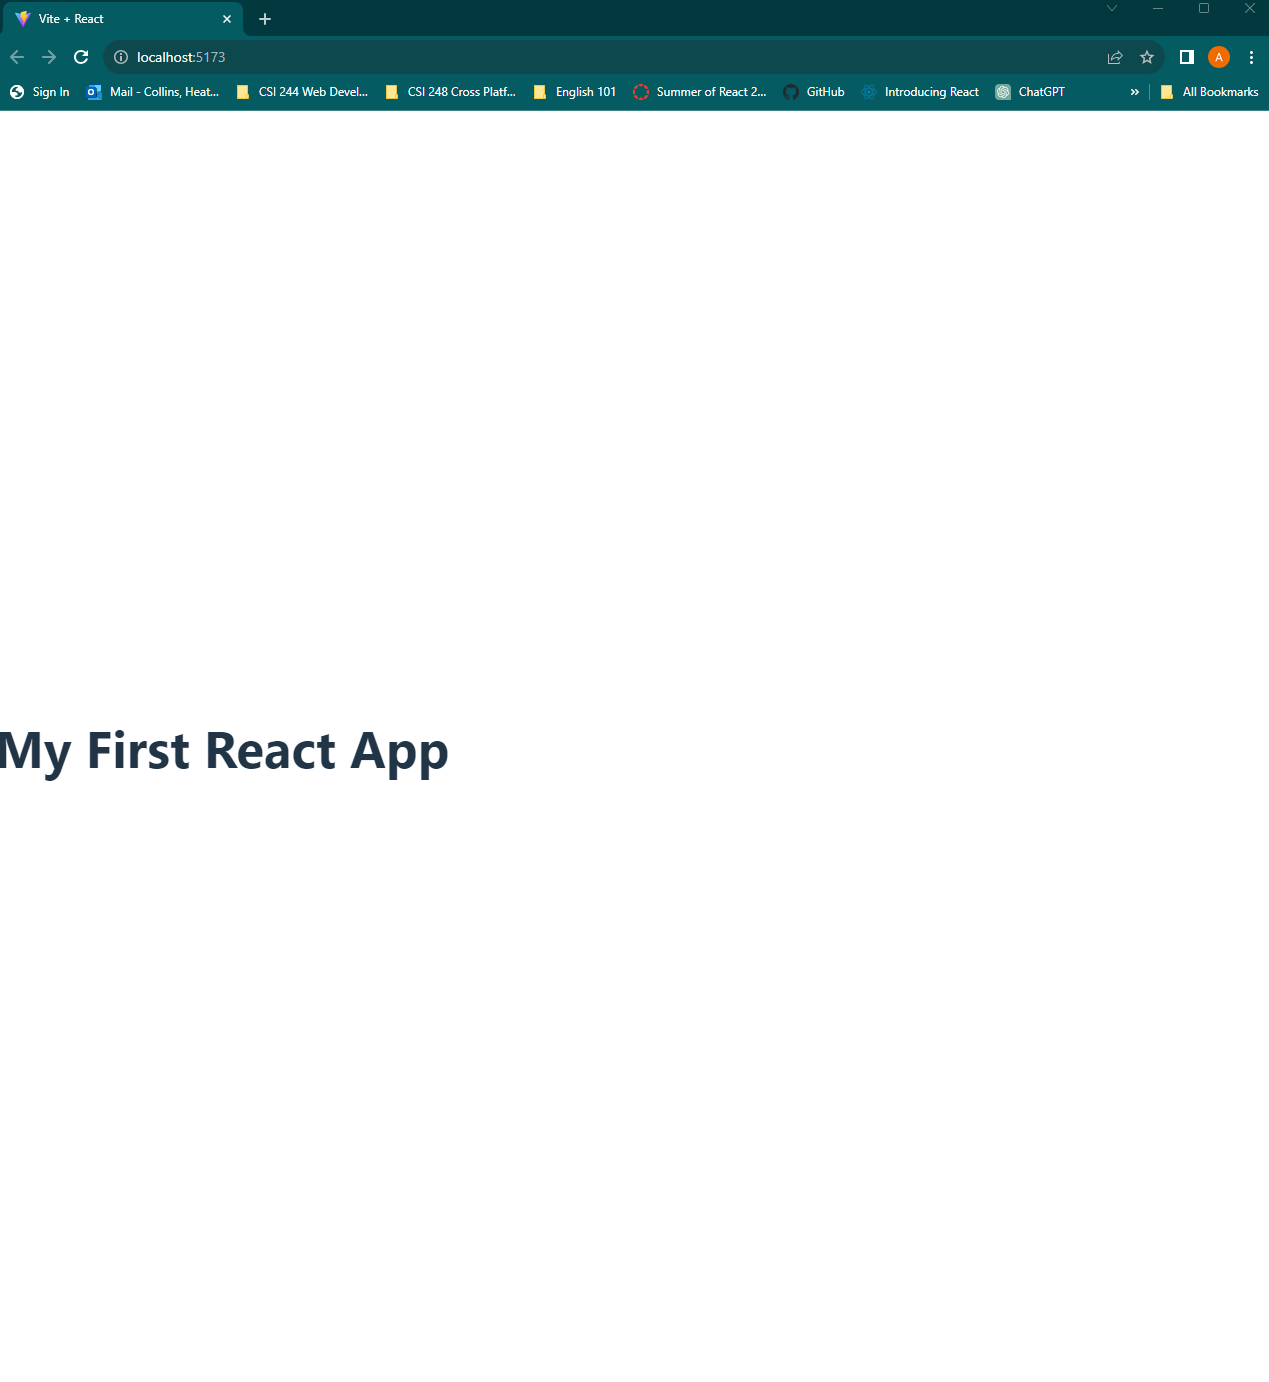 Vite + React
localhost:5173
Sign In Mail - Collins, Heat... CSI 244 Web Devel... CSI 248 Cross Platf... English 101 Summer of React 2... GitHub Introducing React ChatGPT » All Bookmarks
A
My First React App